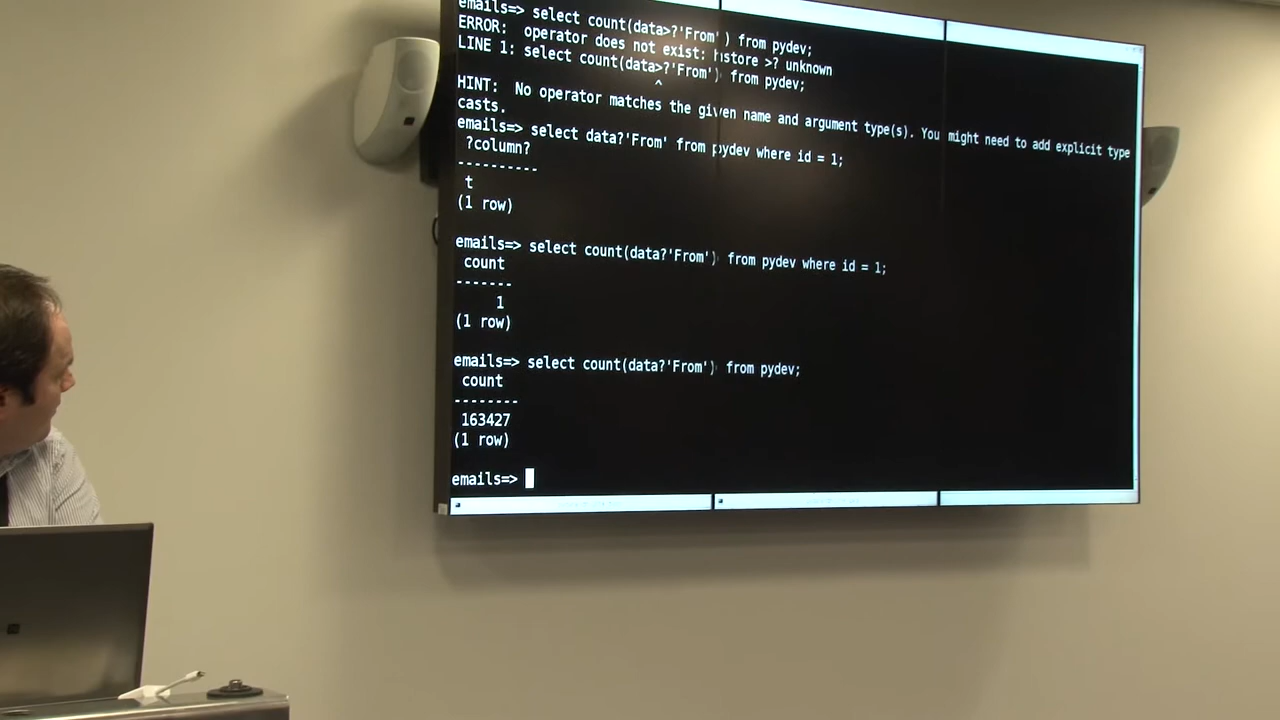 emails=> select count(data>?'From') from pydev;
ERROR:  operator does not exist: hstore >? unknown
LINE 1: select count(data>?'From') from pydev;
^
HINT:  No operator matches the given name and argument type(s). You might need to add explicit type
casts.
emails=> select data?'From' from pydev where id = 1;
?column?
----------
t
(1 row)
emails=> select count(data?'From') from pydev where id = 1;
count
-------
1
(1 row)
emails=> select count(data?'From') from pydev;
count
--------
163427
(1 row)
emails=>